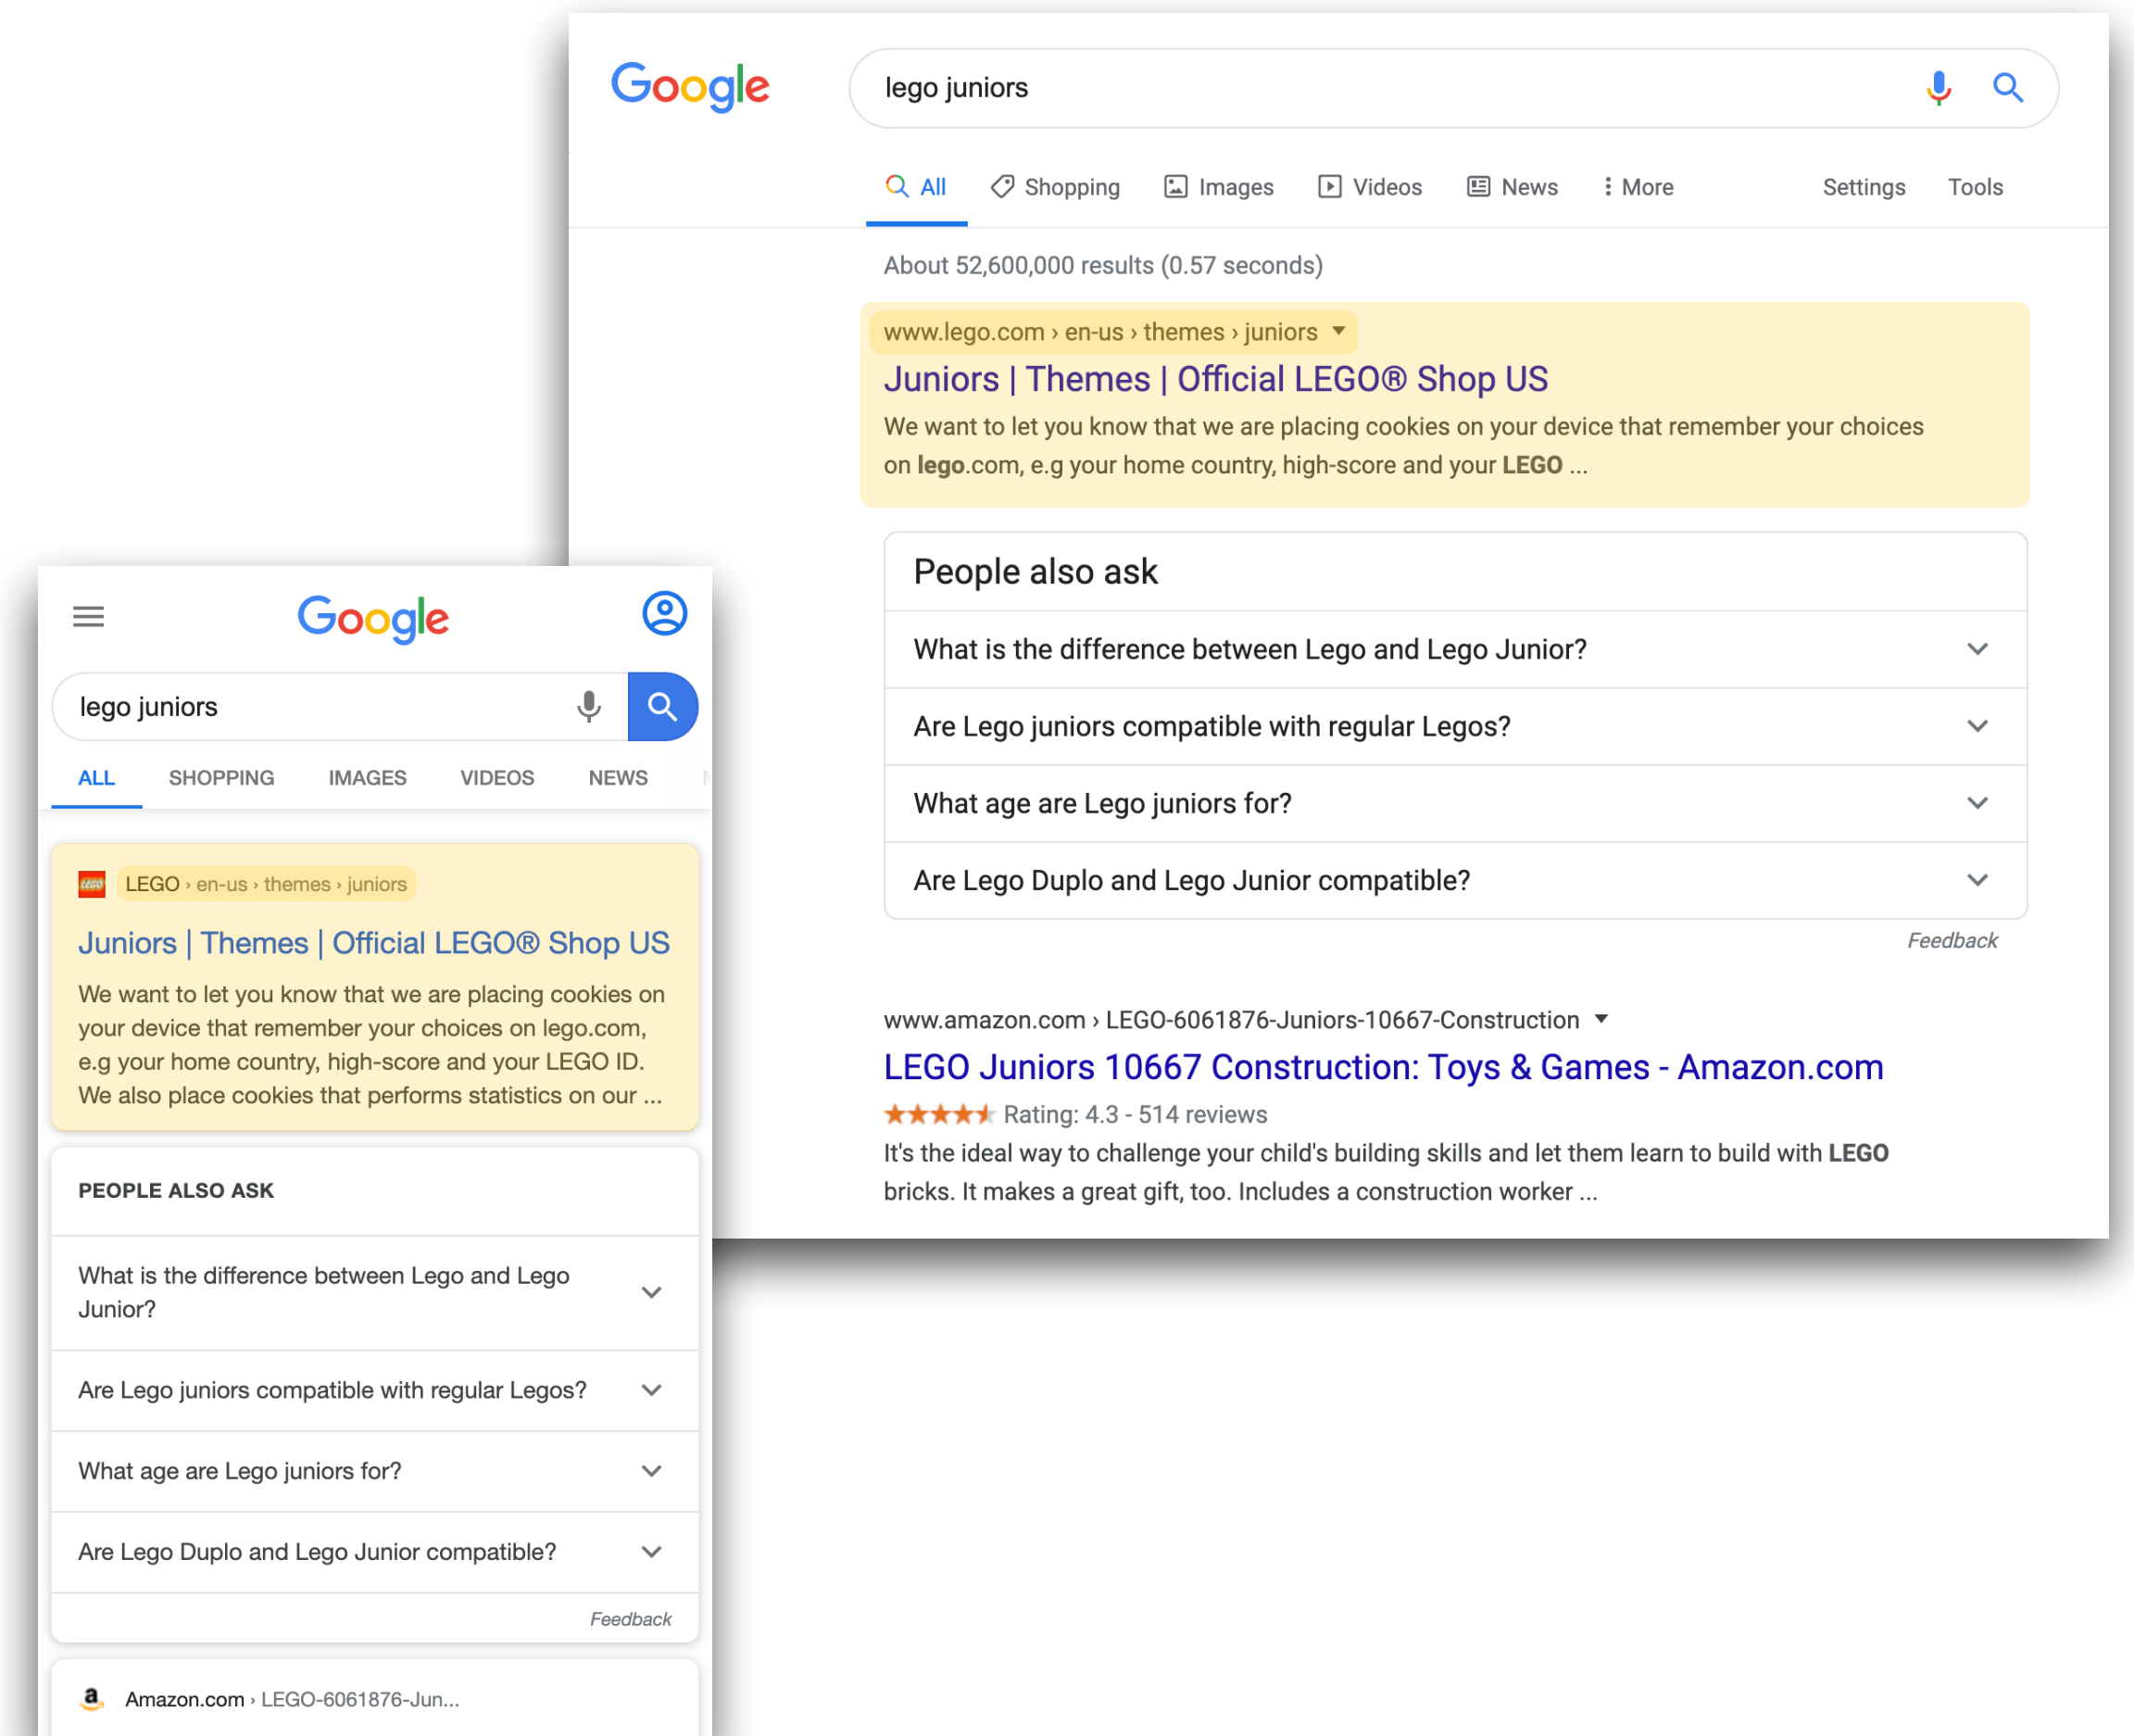 Google
lego juniors
All
Shopping
Images
Videos
News
More
Settings
Tools
About 52,600,000 results (0.57 seconds)
www.lego.com › en-us › themes › juniors
Juniors | Themes | Official LEGO® Shop US
We want to let you know that we are placing cookies on your device that remember your choices
on lego.com, e.g your home country, high-score and your LEGO ...
People also ask
What is the difference between Lego and Lego Junior?
Are Lego juniors compatible with regular Legos?
What age are Lego juniors for?
Are Lego Duplo and Lego Junior compatible?
Feedback
www.amazon.com › LEGO-6061876-Juniors-10667-Construction
LEGO Juniors 10667 Construction: Toys & Games - Amazon.com
Rating: 4.3 - 514 reviews
It's the ideal way to challenge your child's building skills and let them learn to build with LEGO
bricks. It makes a great gift, too. Includes a construction worker ...
Google
lego juniors
ALL
SHOPPING
IMAGES
VIDEOS
NEWS
LEGO
LEGO › en-us › themes › juniors
Juniors | Themes | Official LEGO® Shop US
We want to let you know that we are placing cookies on
your device that remember your choices on lego.com,
e.g your home country, high-score and your LEGO ID.
We also place cookies that performs statistics on our ...
PEOPLE ALSO ASK
What is the difference between Lego and Lego
Junior?
Are Lego juniors compatible with regular Legos?
What age are Lego juniors for?
Are Lego Duplo and Lego Junior compatible?
Feedback
a
Amazon.com › LEGO-6061876-Jun...